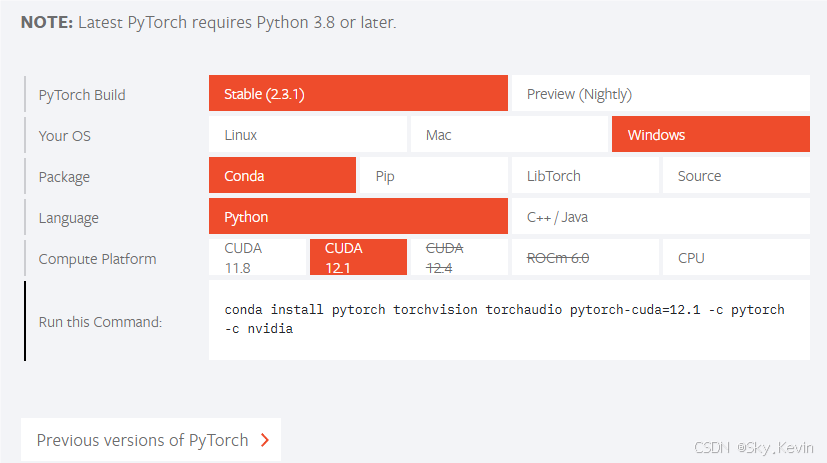 NOTE: Latest PyTorch requires Python 3.8 or later.
PyTorch Build
Stable (2.3.1)
Preview (Nightly)
Your OS
Linux
Mac
Windows
Package
Conda
Pip
LibTorch
Source
Language
Python
C++ / Java
Compute Platform
CUDA
11.8
CUDA
12.1
CUDA
12.4
ROCm 6.0
CPU
Run this Command:
conda install pytorch torchvision torchaudio pytorch-cuda=12.1 -c pytorch
-c nvidia
Previous versions of PyTorch
CSDN @Sky,Kevin